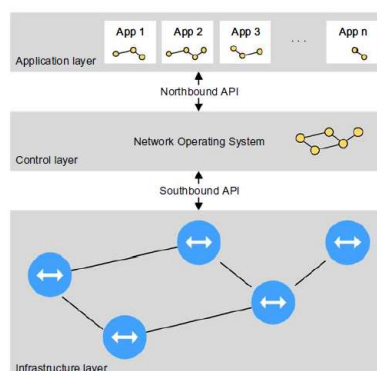 App 1 App 2 App 3 . . . App n
Application layer
Northbound API
Network Operating System
Control layer
Southbound API
Infrastructure layer